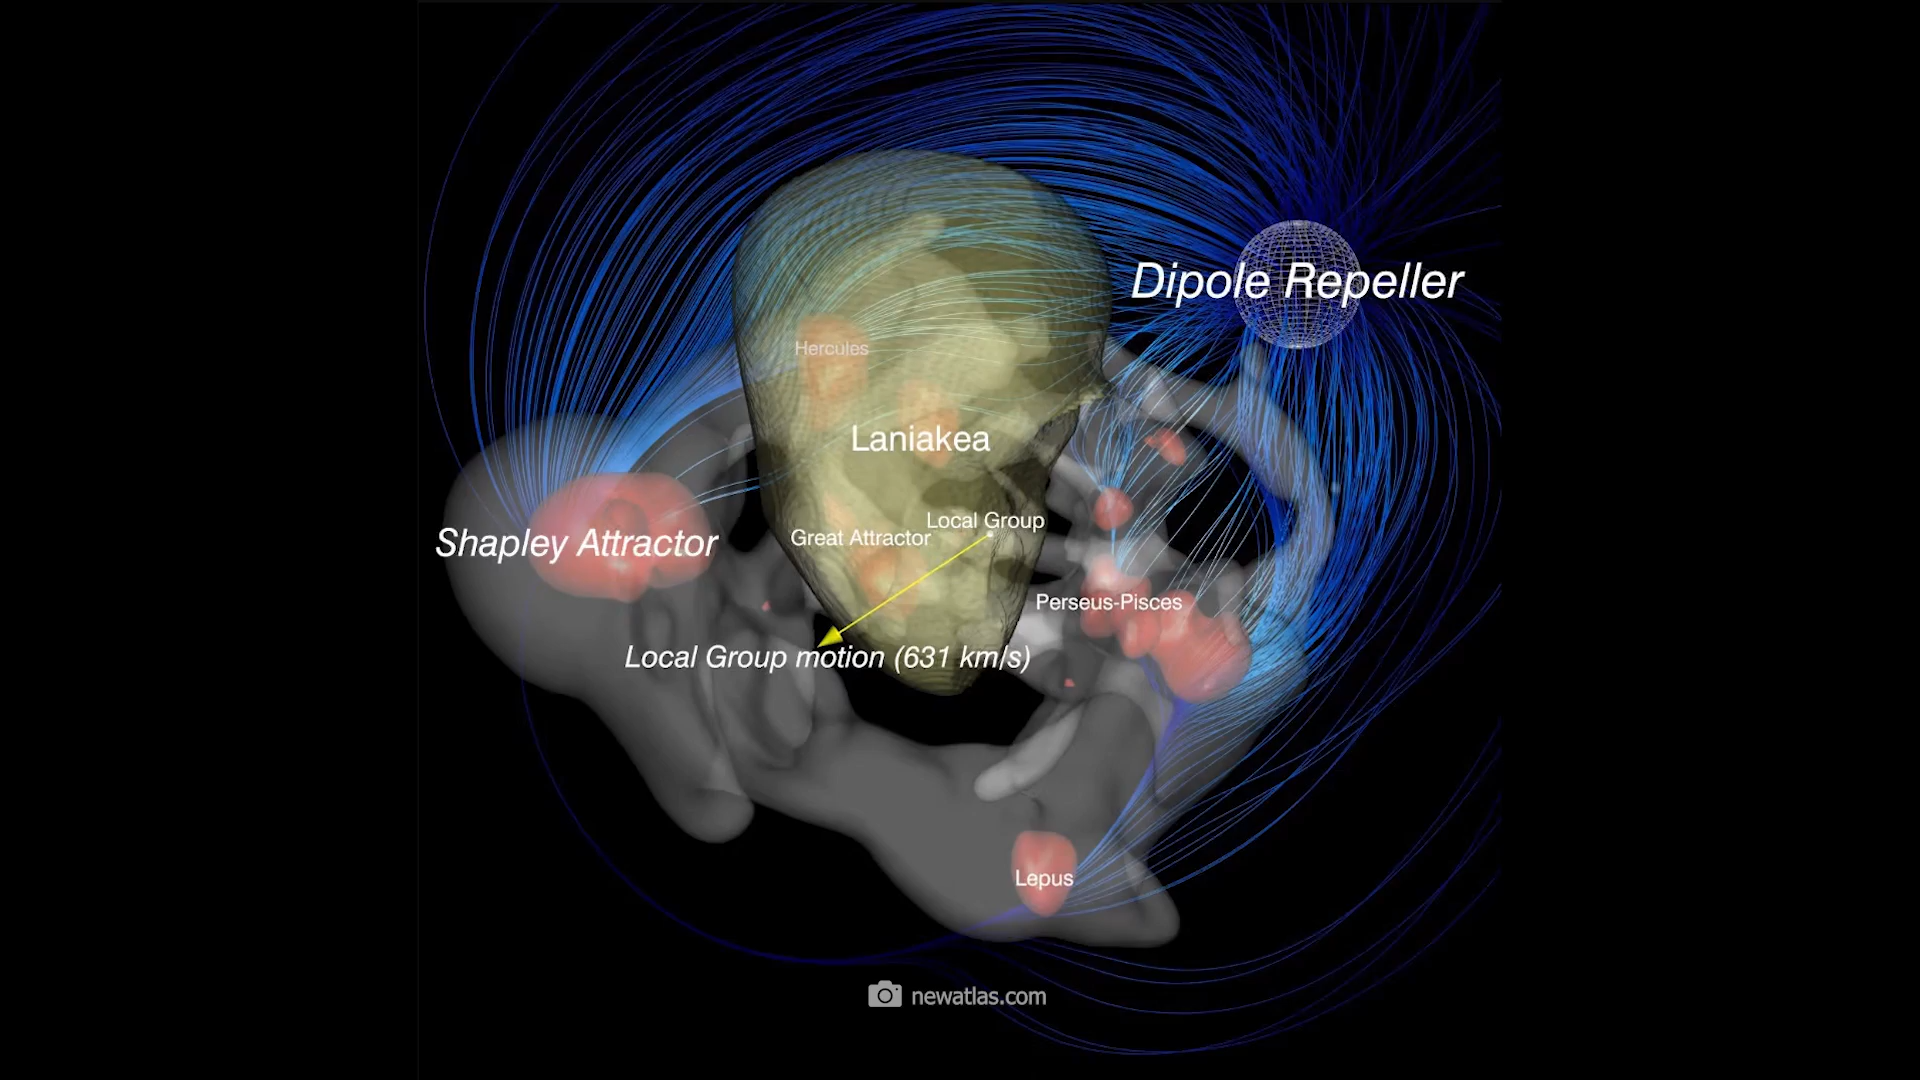 Dipole Repeller
Hercules
Laniakea
Local Group
Great Attractor
Shapley Attractor
Perseus-Pisces
Local Group motion (631 km/s)
Lepus
newatlas.com